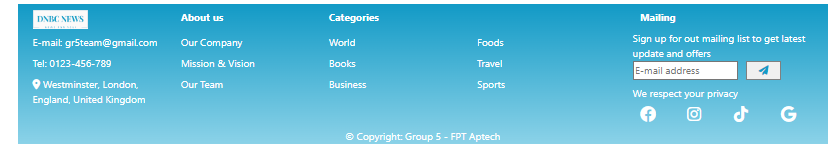 DNBC NEWS
E-mail: gr5team@gmail.com
Tel: 0123-456-789
Westminster, London,
England, United Kingdom
About us
Our Company
Mission & Vision
Our Team
Categories
World
Books
Business
Foods
Travel
Sports
Mailing
Sign up for out mailing list to get latest
update and offers
E-mail address
We respect your privacy
© Copyright: Group 5 - FPT Aptech